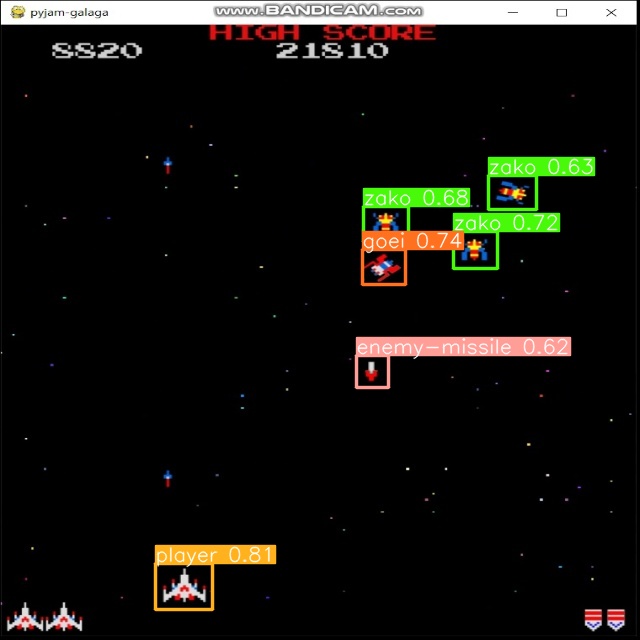 pyjam-galaga
www.BANDICAM.com
HIGH SCORE
8820 21810
zako 0.63
zako 0.68
zako 0.72
goei 0.74
enemy-missile 0.62
player 0.81